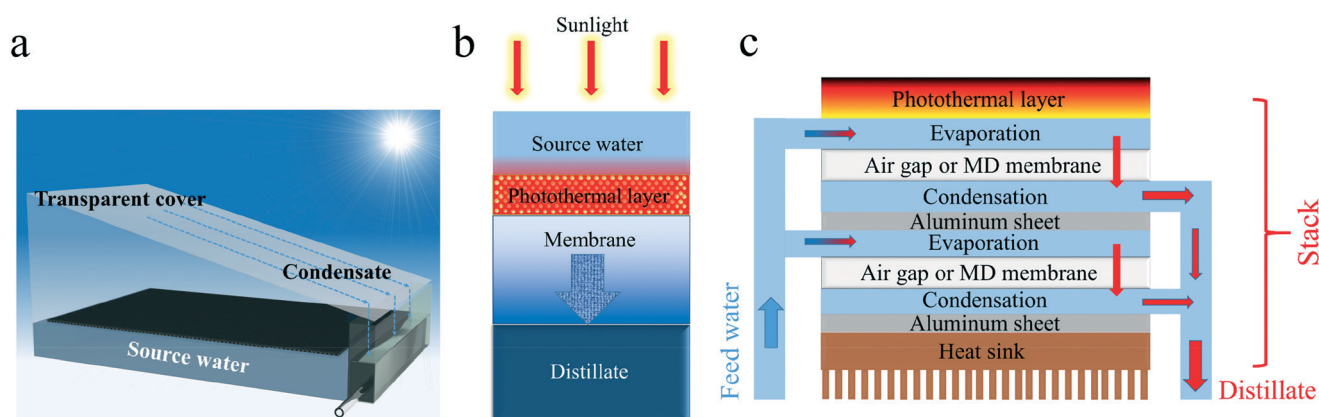 a
Transparent cover
Condensate
Source water
b
Sunlight
Source water
Photothermal layer
Membrane
Distillate
c
Photothermal layer
Evaporation
Air gap or MD membrane
Condensation
Aluminum sheet
Evaporation
Air gap or MD membrane
Condensation
Aluminum sheet
Heat sink
Feed water
Stack
Distillate